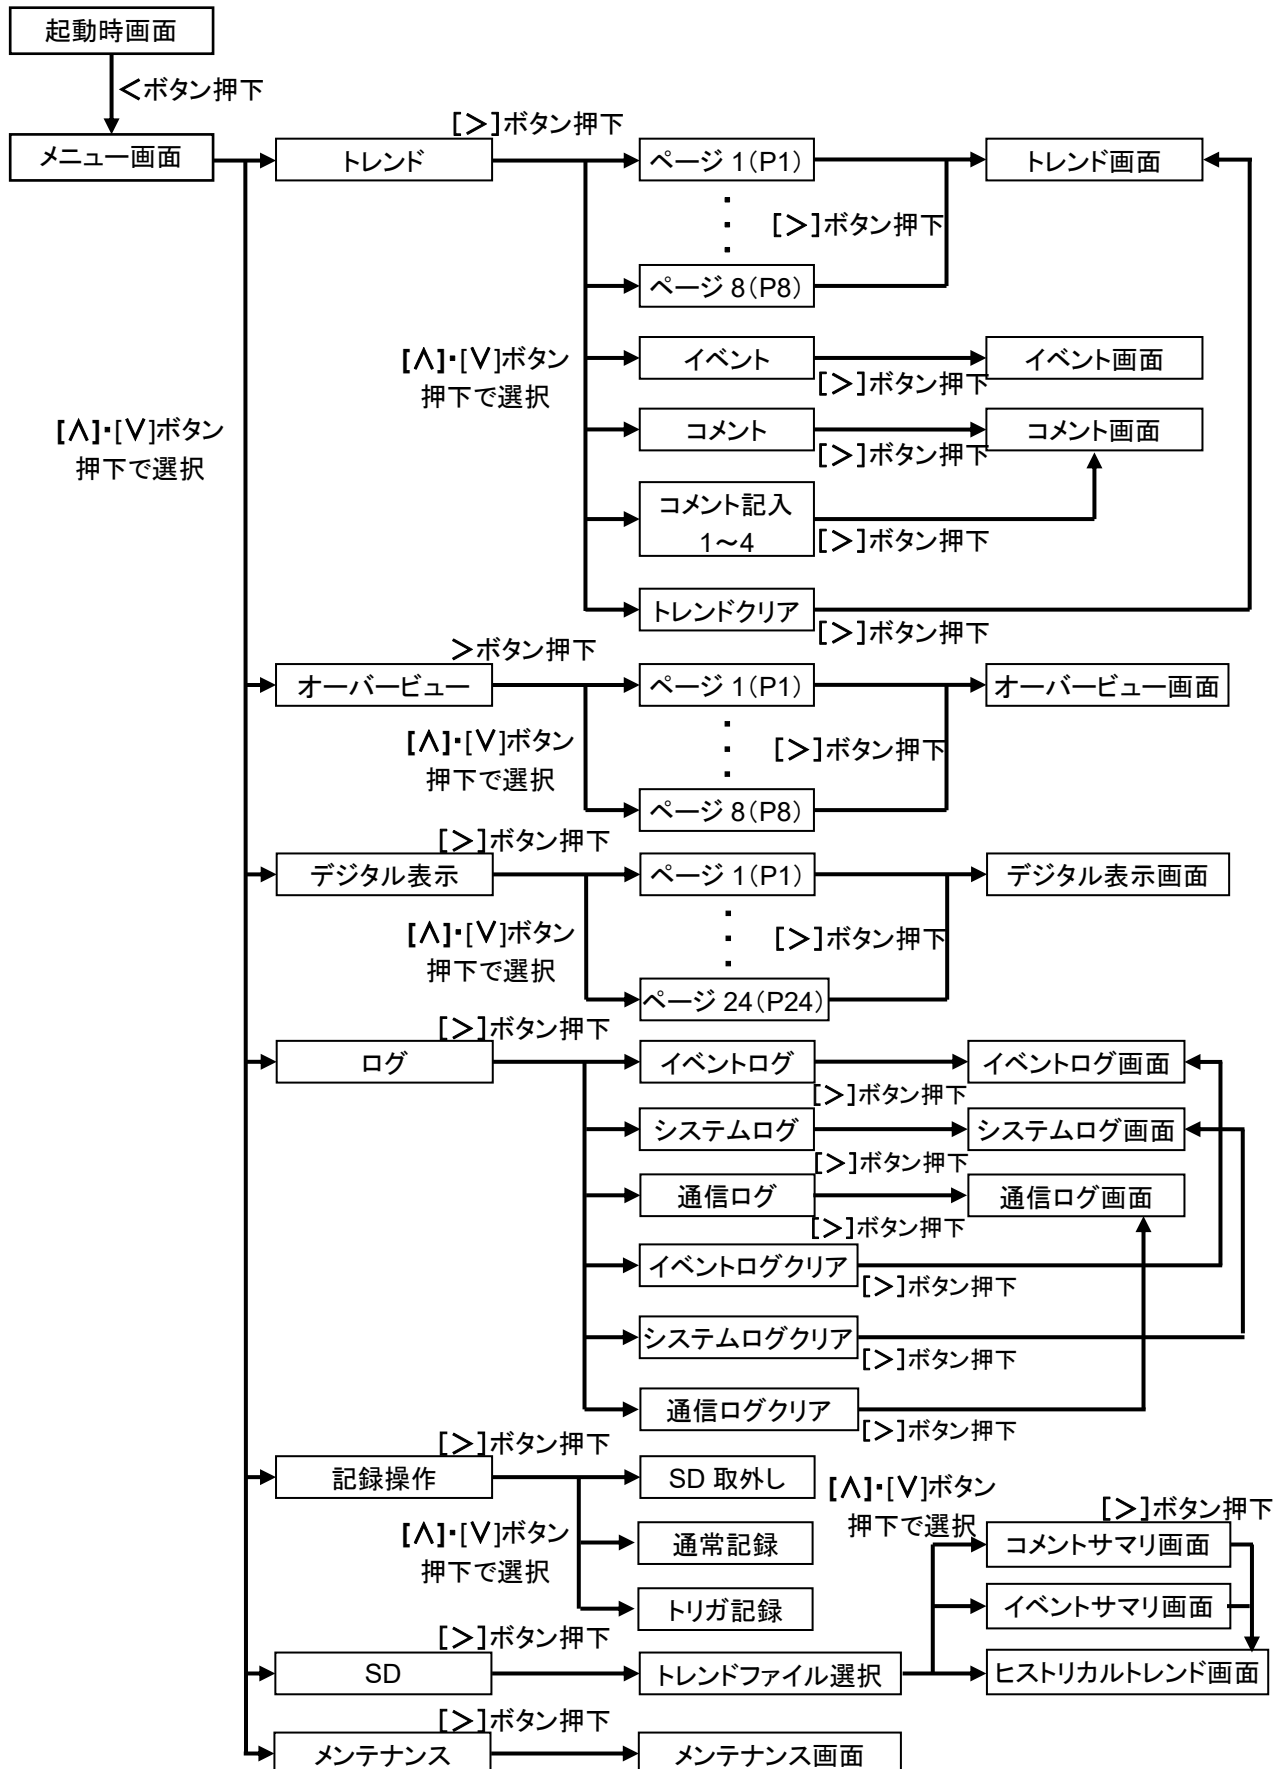 起動時画面
＜ボタン押下
メニュー画面
[＞]ボタン押下
トレンド
ページ 1(P1)
トレンド画面
[＞]ボタン押下
ページ 8(P8)
[∧]・[∨]ボタン
押下で選択
イベント
イベント画面
[＞]ボタン押下
[∧]・[∨]ボタン
押下で選択
コメント
コメント画面
[＞]ボタン押下
コメント記入
1～4
[＞]ボタン押下
トレンドクリア
[＞]ボタン押下
＞ボタン押下
オーバービュー
ページ 1(P1)
オーバービュー画面
[∧]・[∨]ボタン
押下で選択
[＞]ボタン押下
ページ 8(P8)
[＞]ボタン押下
デジタル表示
ページ 1(P1)
デジタル表示画面
[∧]・[∨]ボタン
押下で選択
[＞]ボタン押下
ページ 24(P24)
[＞]ボタン押下
ログ
イベントログ
イベントログ画面
[＞]ボタン押下
システムログ
システムログ画面
[＞]ボタン押下
通信ログ
通信ログ画面
[＞]ボタン押下
イベントログクリア
[＞]ボタン押下
システムログクリア
[＞]ボタン押下
通信ログクリア
[＞]ボタン押下
[＞]ボタン押下
記録操作
SD 取外し
[∧]・[∨]ボタン
押下で選択
[＞]ボタン押下
[∧]・[∨]ボタン
押下で選択
通常記録
コメントサマリ画面
トリガ記録
イベントサマリ画面
[＞]ボタン押下
SD
トレンドファイル選択
ヒストリカルトレンド画面
[＞]ボタン押下
メンテナンス
メンテナンス画面